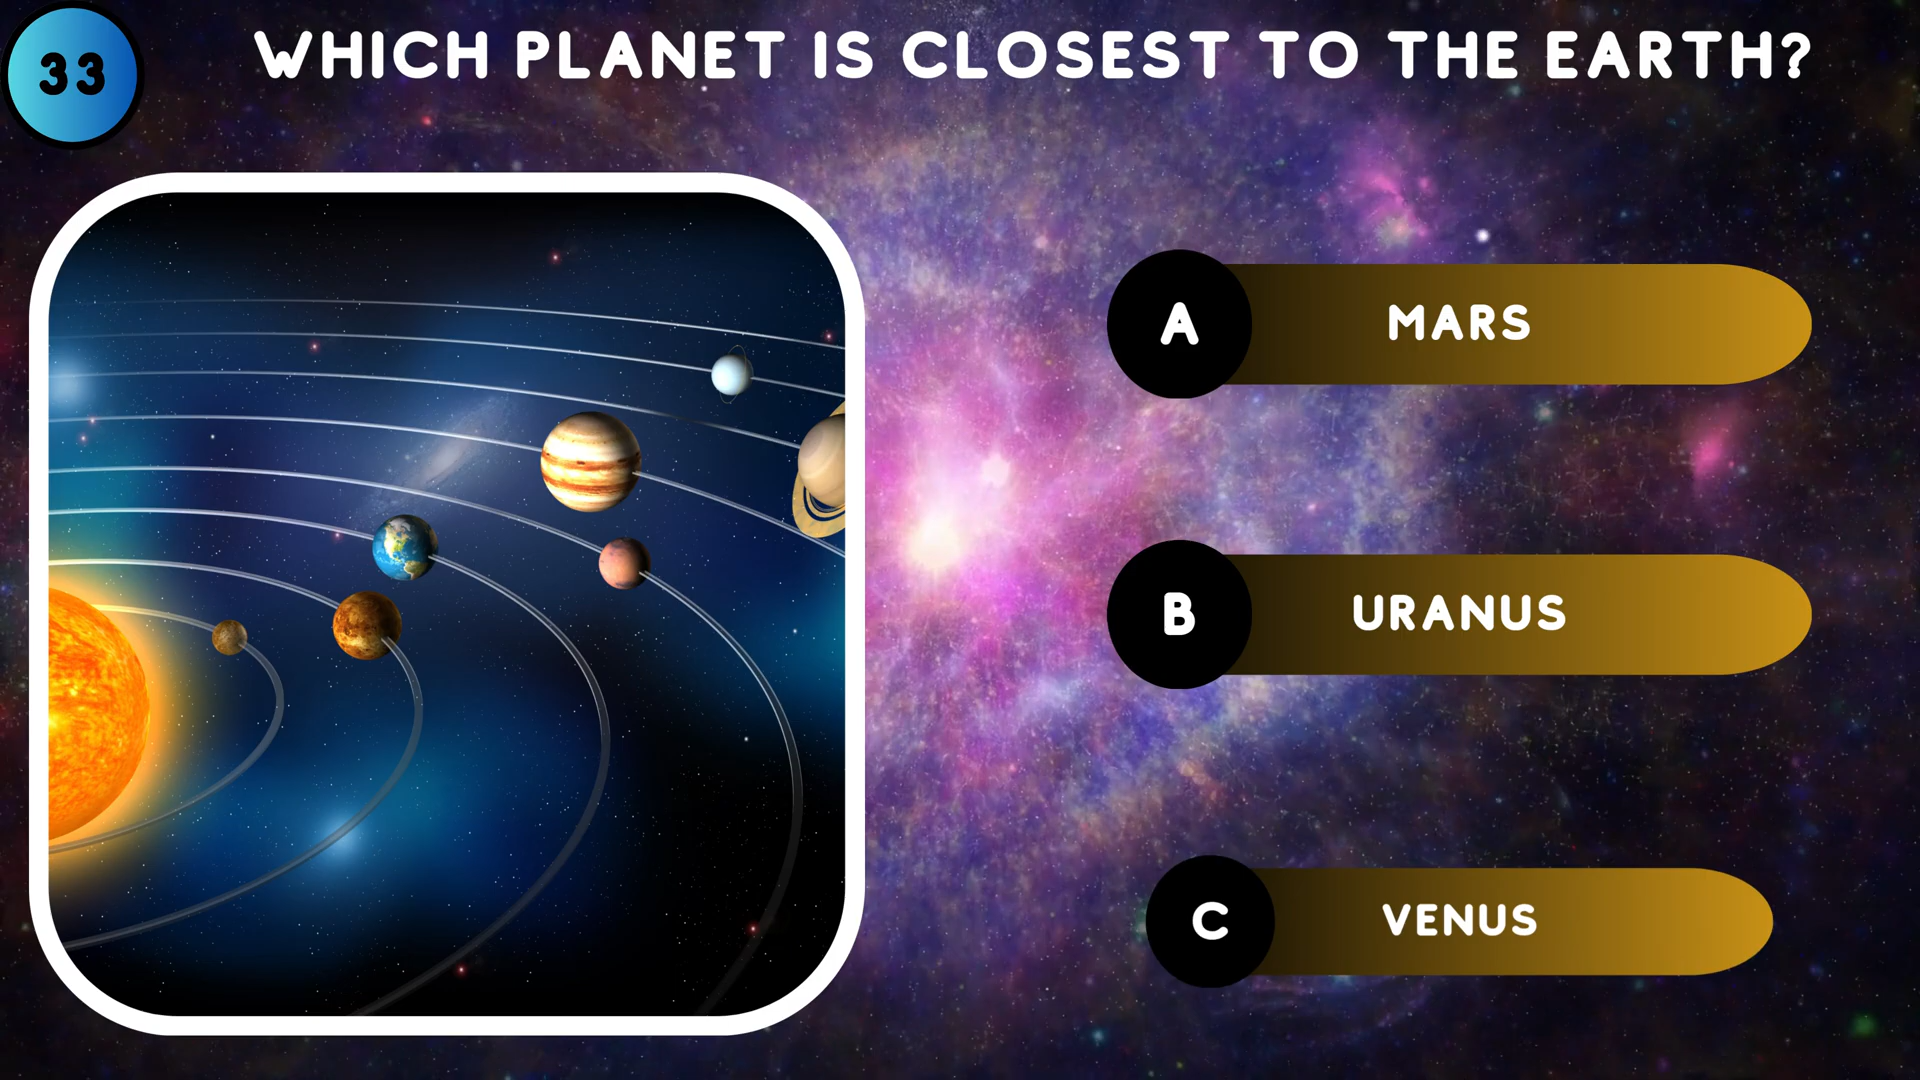 33
WHICH PLANET IS CLOSEST TO THE EARTH?
A MARS
B URANUS
C VENUS